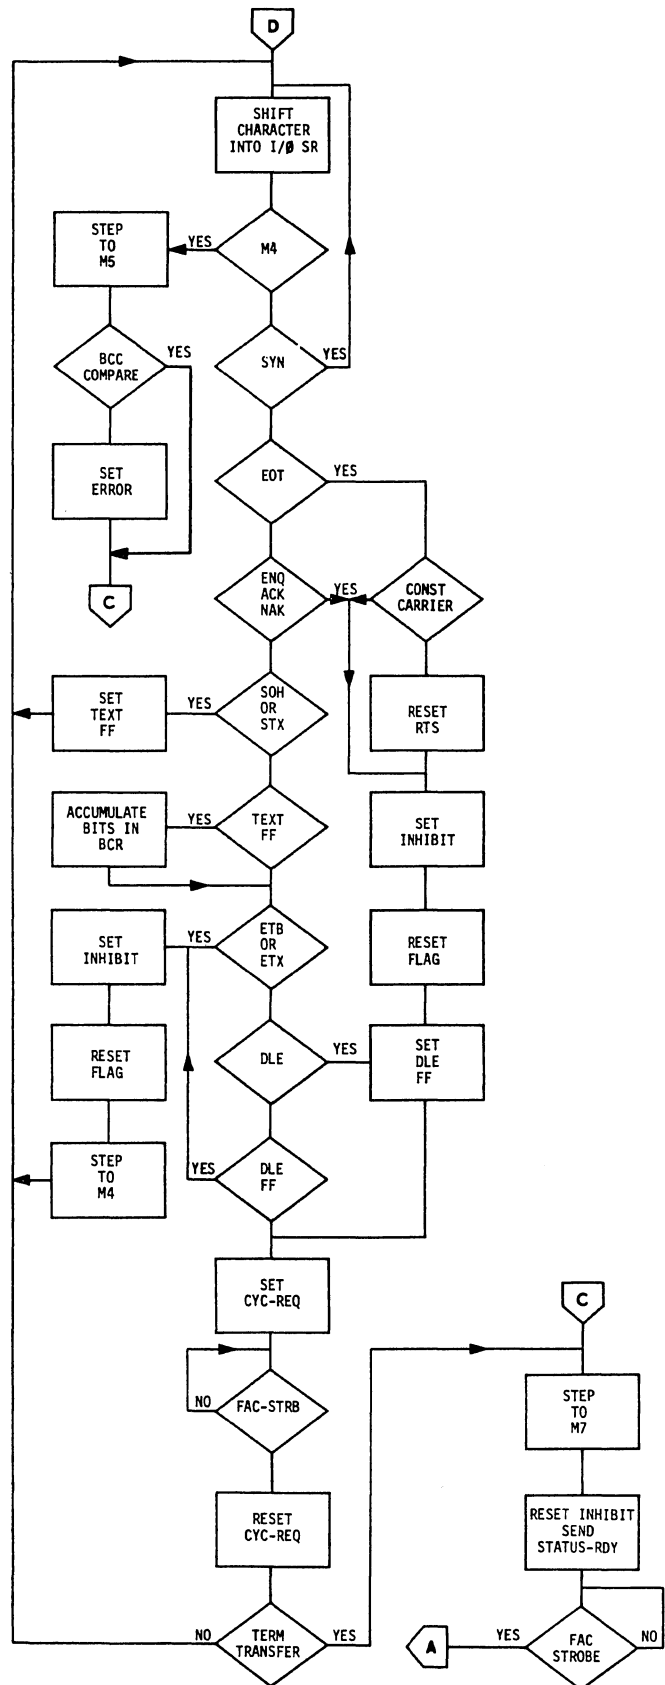 D
SHIFT
CHARACTER
INTO I/Ø SR
STEP
TO
M5
YES
M4
BCC
COMPARE
YES
SYN
YES
SET
ERROR
EOT
YES
C
ENQ
ACK
NAK
YES
CONST
CARRIER
SET
TEXT
FF
YES
SOH
OR
STX
RESET
RTS
ACCUMULATE
BITS IN
BCR
YES
TEXT
FF
SET
INHIBIT
SET
INHIBIT
YES
ETB
OR
ETX
RESET
FLAG
RESET
FLAG
DLE
YES
SET
DLE
FF
STEP
TO
M4
YES
DLE
FF
SET
CYC-REQ
C
NO
FAC-STRB
STEP
TO
M7
RESET
CYC-REQ
RESET INHIBIT
SEND
STATUS-RDY
NO
TERM
TRANSFER
YES
A
YES
FAC
STROBE
NO